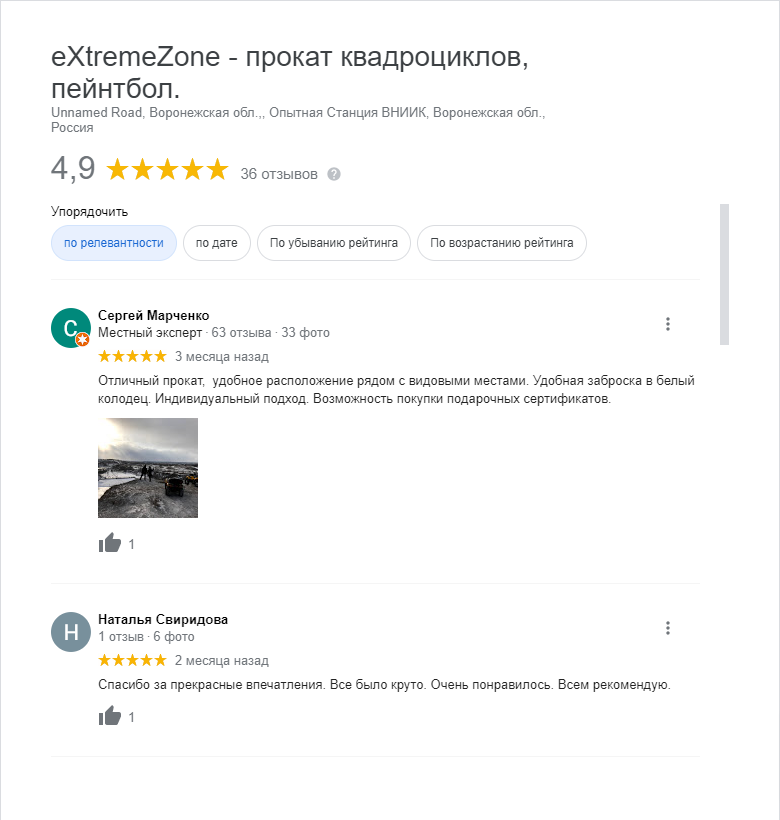 eXtremeZone - прокат квадроциклов,
пейнтбол.
Unnamed Road, Воронежская обл.,, Опытная Станция ВНИИК, Воронежская обл.,
Россия
4,9 36 отзывов ?
Упорядочить
по релевантности по дате По убыванию рейтинга По возрастанию рейтинга
С Сергей Марченко
Местный эксперт · 63 отзыва · 33 фото
3 месяца назад
Отличный прокат, удобное расположение рядом с видовыми местами. Удобная заброска в белый
колодец. Индивидуальный подход. Возможность покупки подарочных сертификатов.
1
Н Наталья Свиридова
1 отзыв · 6 фото
2 месяца назад
Спасибо за прекрасные впечатления. Все было круто. Очень понравилось. Всем рекомендую.
1